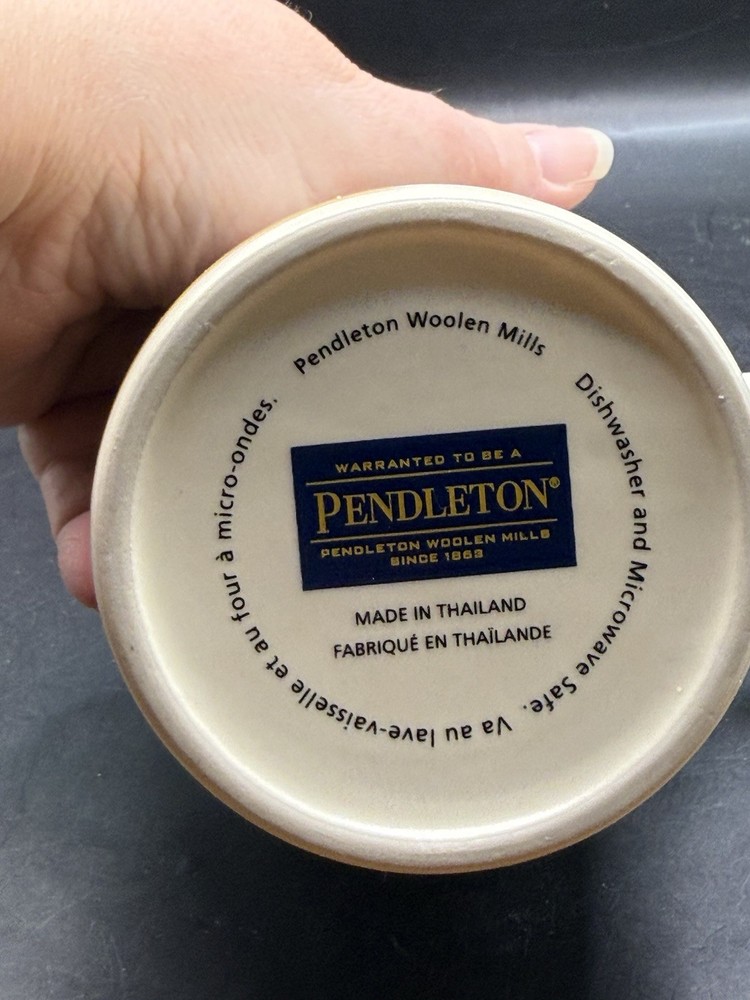 Pendleton Woolen Mills
Dishwasher and Microwave Safe. Va au lave-vaisselle et au four à micro-ondes.
WARRANTED TO BE A
PENDLETON®
PENDLETON WOOLEN MILLS
SINCE 1863
MADE IN THAILAND
FABRIQUÉ EN THAÏLANDE